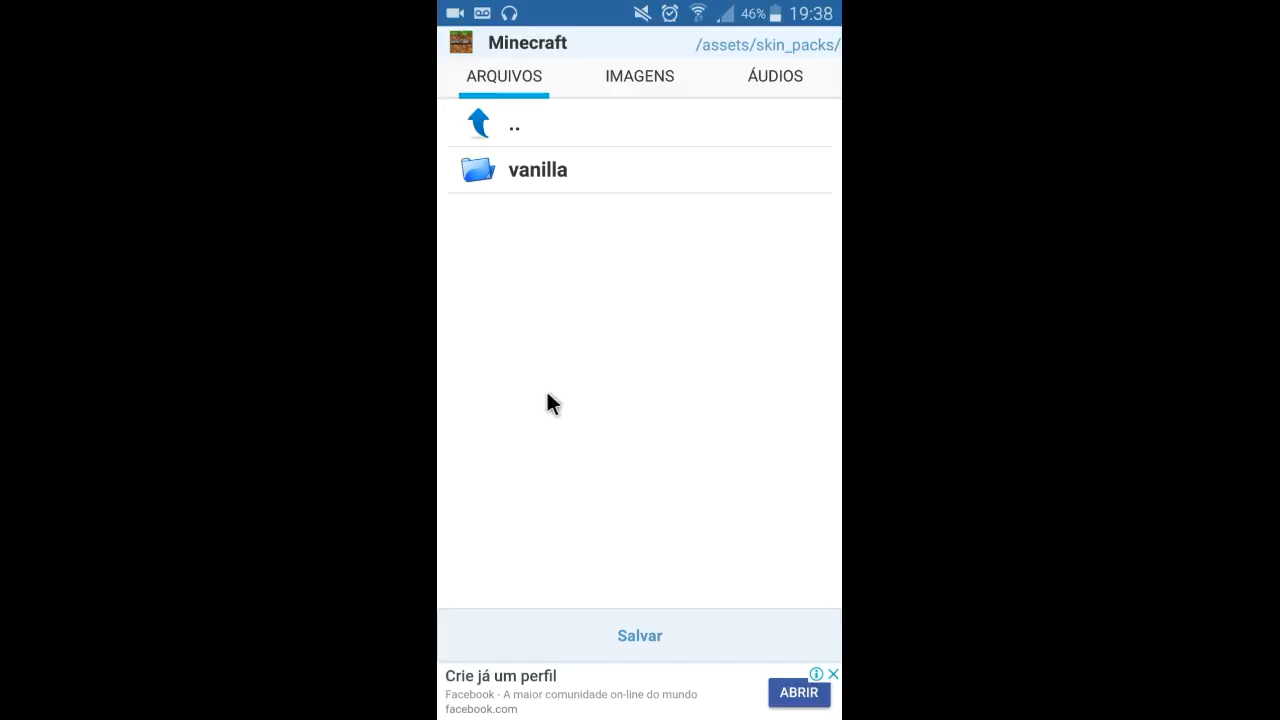 46% 19:38
Minecraft /assets/skin_packs/
ARQUIVOS IMAGENS ÁUDIOS
..
vanilla
Salvar
Crie já um perfil
Facebook - A maior comunidade on-line do mundo
facebook.com
ABRIR